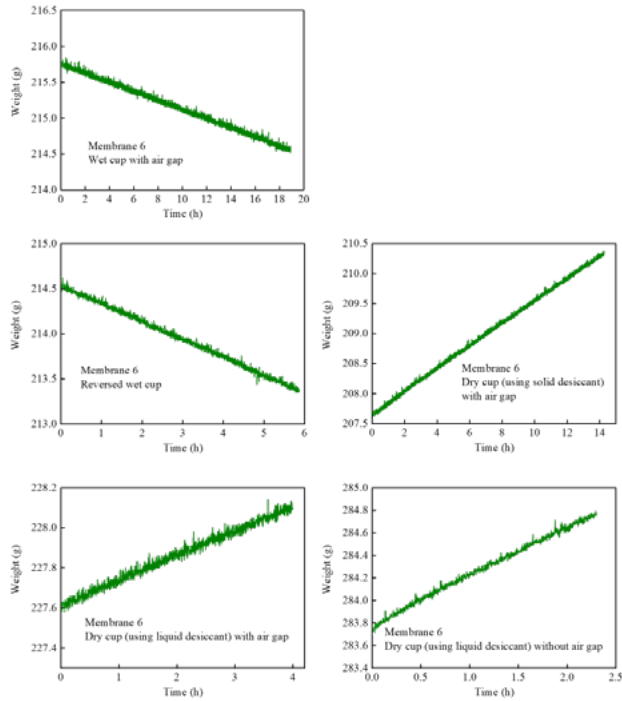 216.5
216.0
215.5
215.0
214.5
214.0
Weight (g)
Membrane 6
Wet cup with air gap
0 2 4 6 8 10 12 14 16 18 20
Time (h)
215.0
214.5
214.0
213.5
213.0
Weight (g)
Membrane 6
Reversed wet cup
0 1 2 3 4 5 6
Time (h)
210.5
210.0
209.5
209.0
208.5
208.0
207.5
Weight (g)
Membrane 6
Dry cup (using solid desiccant)
with air gap
0 2 4 6 8 10 12 14
Time (h)
228.2
228.0
227.8
227.6
227.4
Weight (g)
Membrane 6
Dry cup (using liquid desiccant) with air gap
0 1 2 3 4
Time (h)
285.0
284.8
284.6
284.4
284.2
284.0
283.8
283.6
283.4
Weight (g)
Membrane 6
Dry cup (using liquid desiccant) without air gap
0.0 0.5 1.0 1.5 2.0 2.5
Time (h)